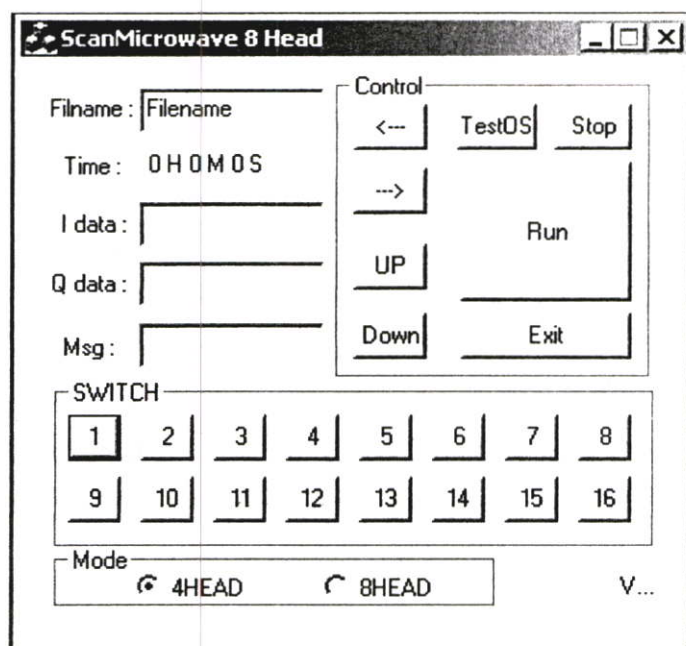 ScanMicrowave 8 Head
Filname : Filename
Time : 0 H 0 M 0 S
I data :
Q data :
Msg :
Control
<--- TestOS Stop
--->
Run
UP
Down Exit
SWITCH
1 2 3 4 5 6 7 8
9 10 11 12 13 14 15 16
Mode
4HEAD 8HEAD
V...